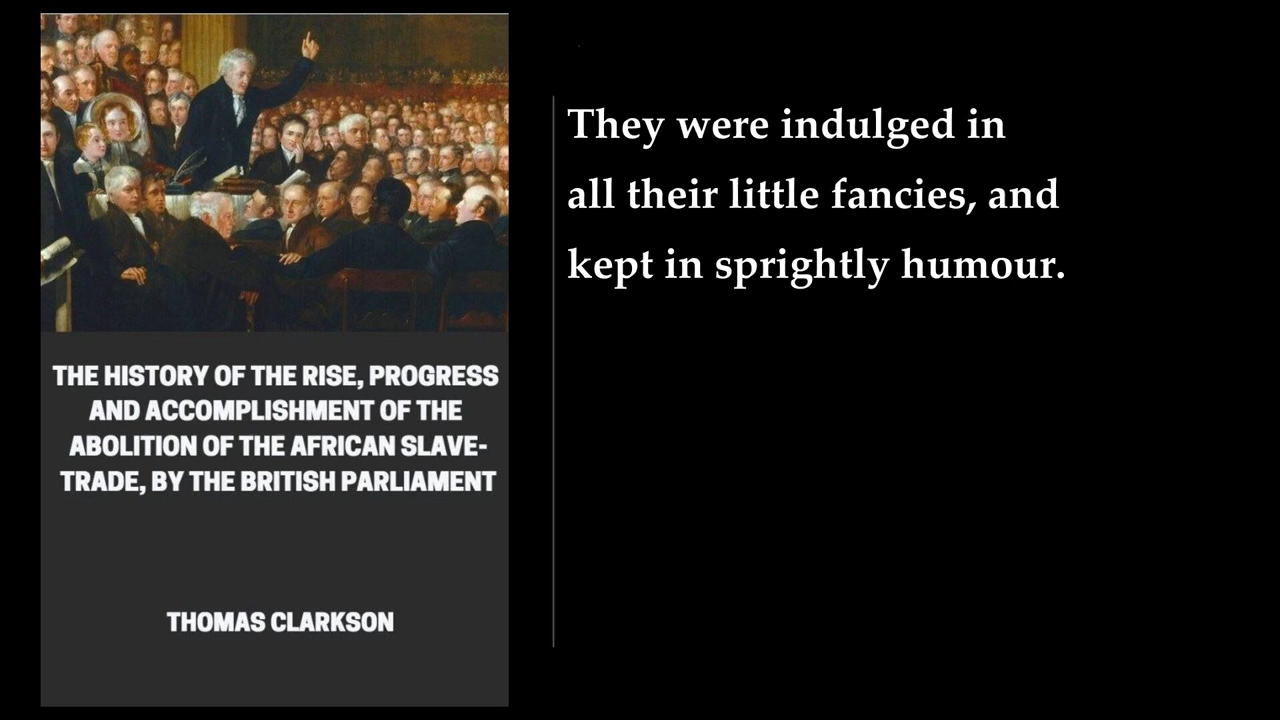 THE HISTORY OF THE RISE, PROGRESS
AND ACCOMPLISHMENT OF THE
ABOLITION OF THE AFRICAN SLAVE-
TRADE, BY THE BRITISH PARLIAMENT
THOMAS CLARKSON
They were indulged in
all their little fancies, and
kept in sprightly humour.